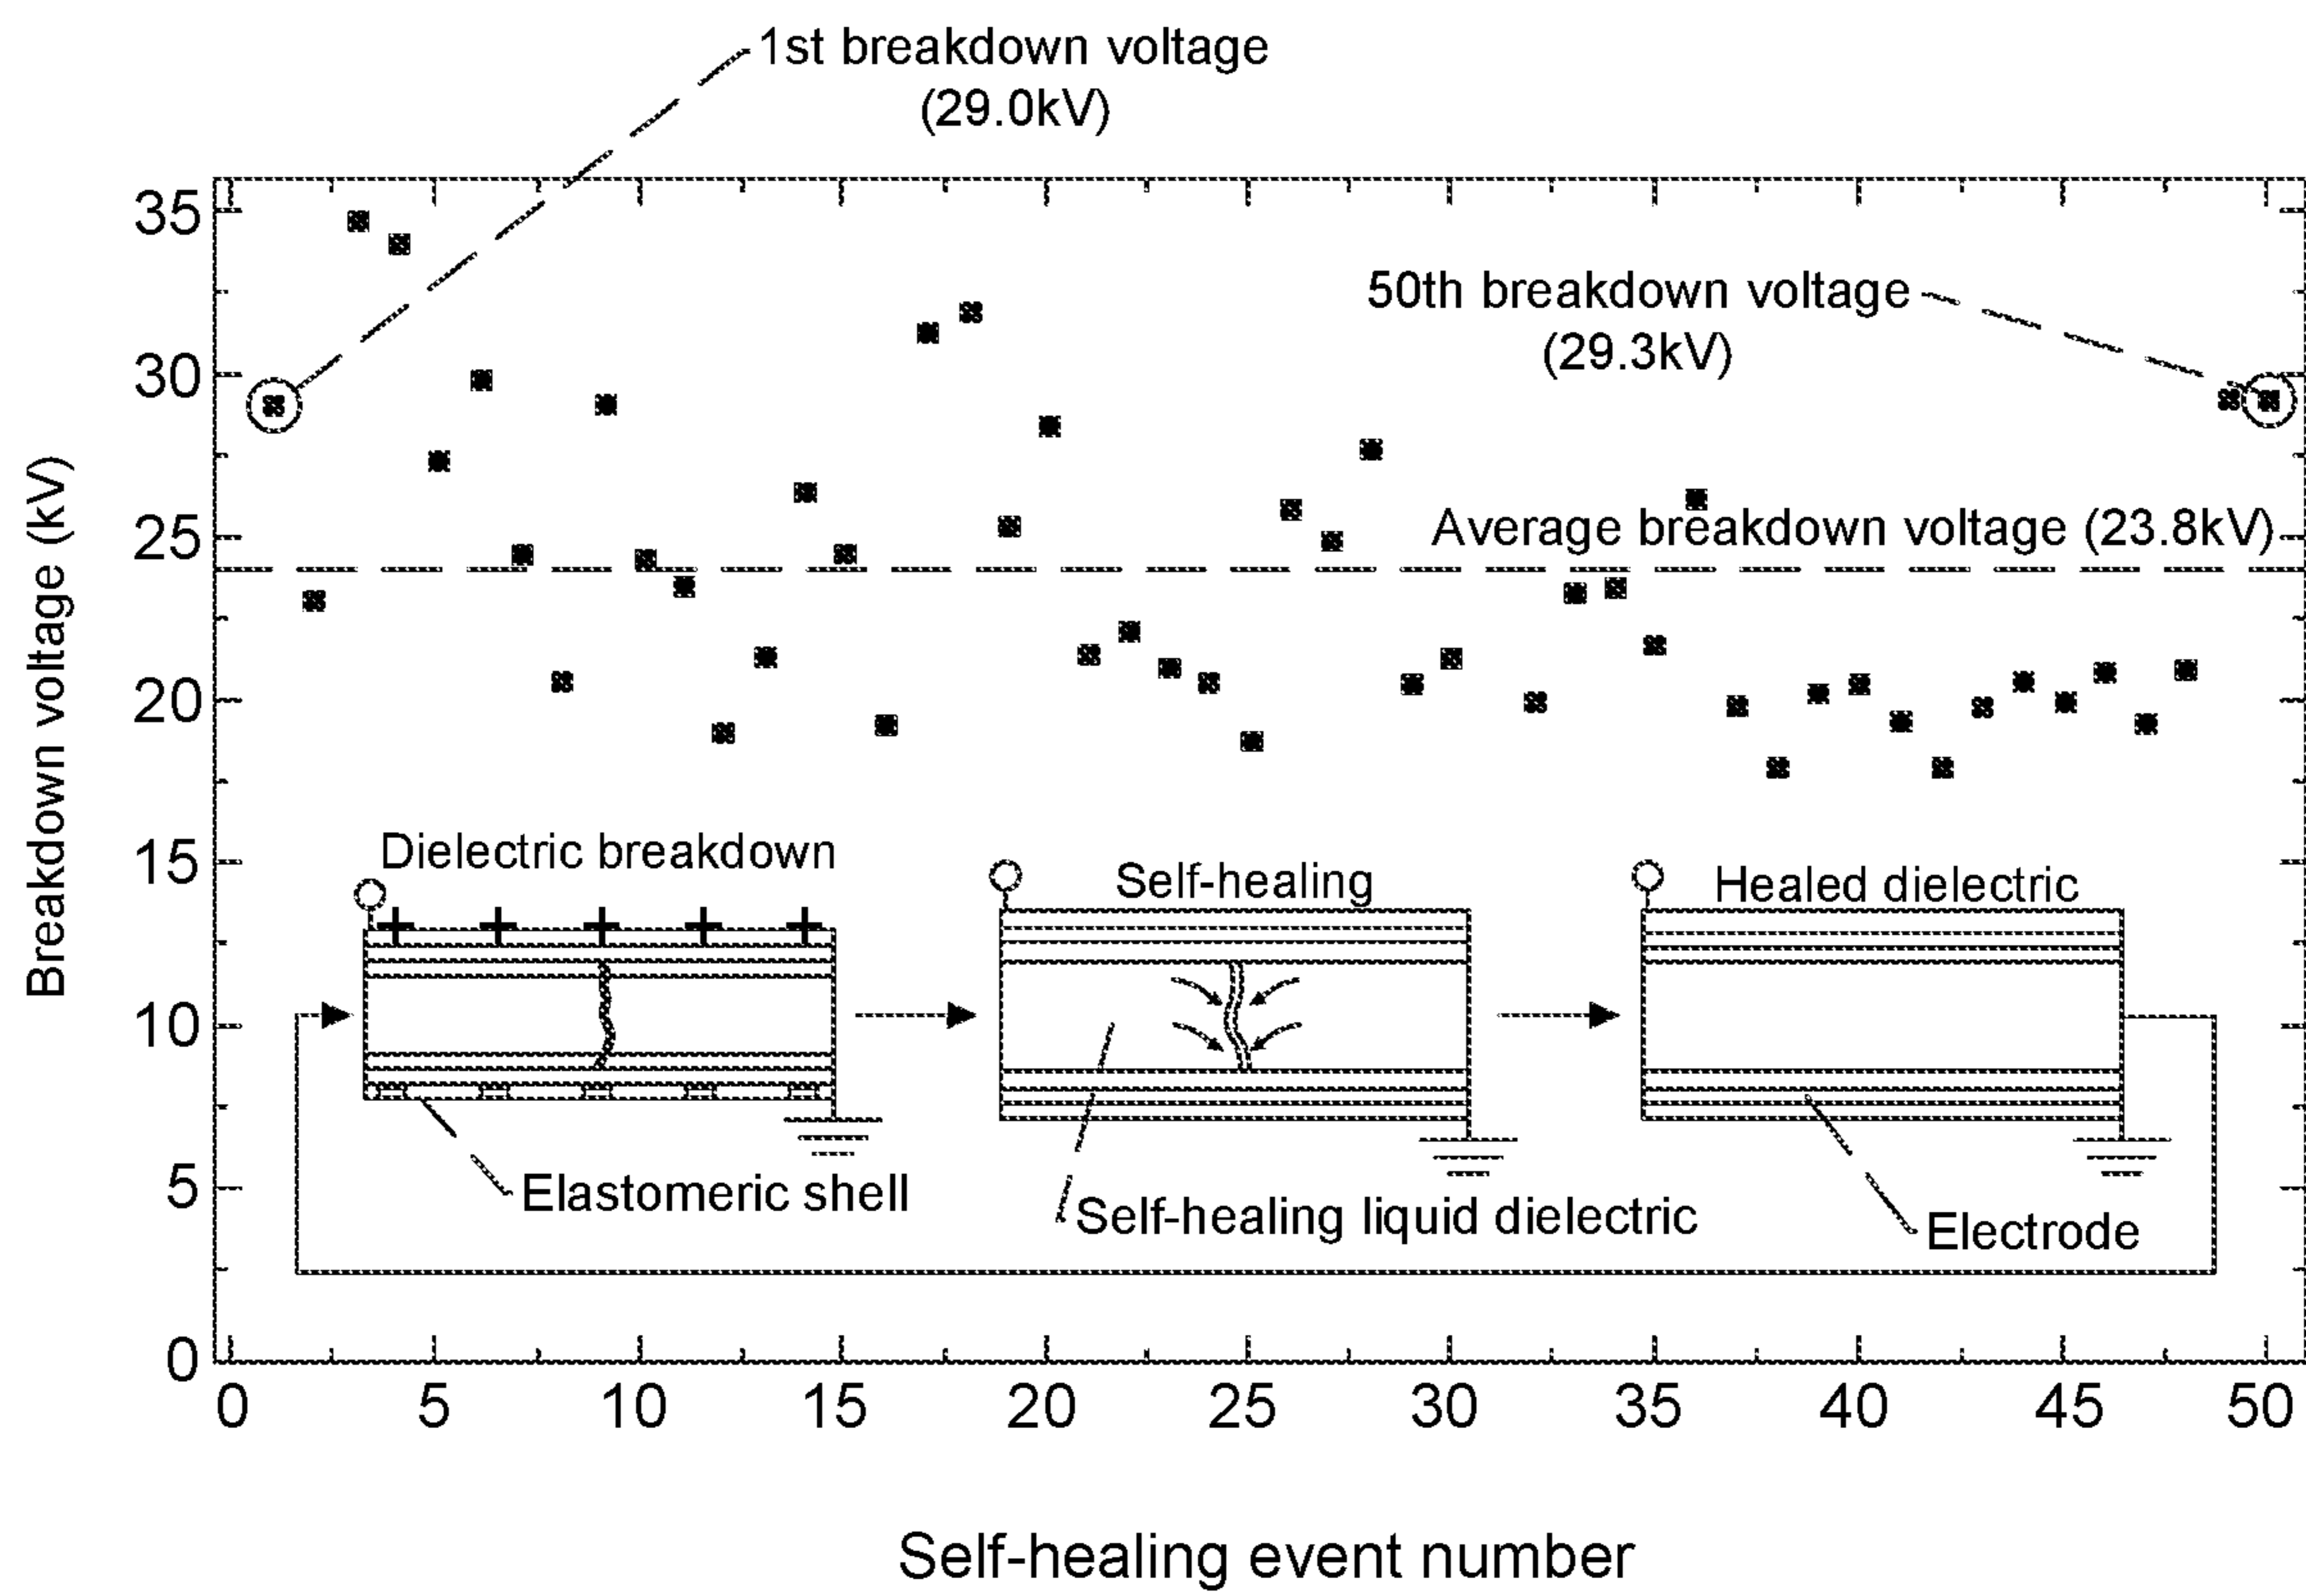 1st breakdown voltage
(29.0kV)
50th breakdown voltage
(29.3kV)
Average breakdown voltage (23.8kV)
Breakdown voltage (kV)
35
30
25
20
15
10
5
0
Dielectric breakdown
Self-healing
Healed dielectric
Elastomeric shell
Self-healing liquid dielectric
Electrode
0 5 10 15 20 25 30 35 40 45 50
Self-healing event number